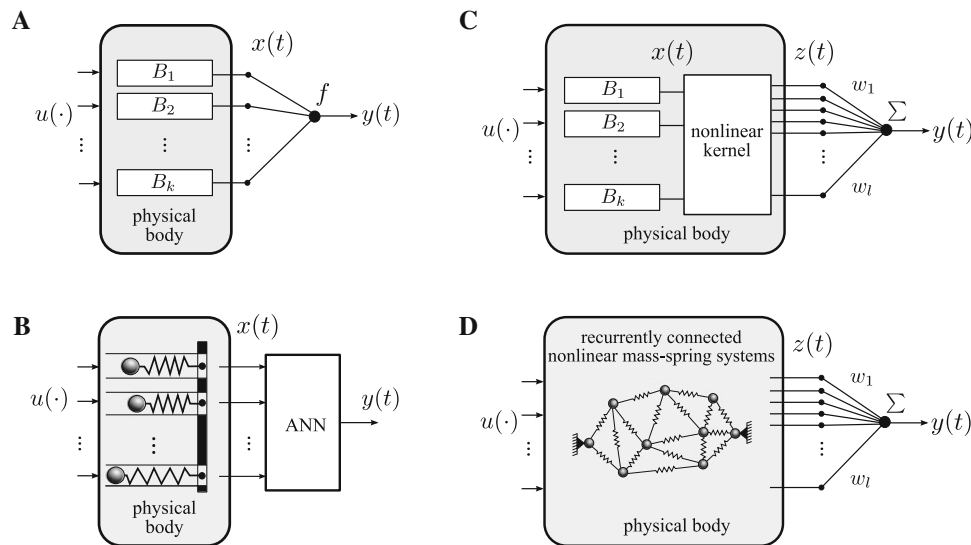 A
x(t)
B₁
B₂
⋮
Bₖ
u(·)
⋮
⋮
f
y(t)
physical
body
B
x(t)
u(·)
⋮
⋮
⋮
ANN
y(t)
physical
body
C
x(t)
z(t)
B₁
B₂
⋮
Bₖ
u(·)
⋮
nonlinear
kernel
w₁
⋮
wₗ
Σ
y(t)
physical body
D
recurrently connected
nonlinear mass-spring systems
z(t)
u(·)
⋮
w₁
⋮
wₗ
Σ
y(t)
physical body